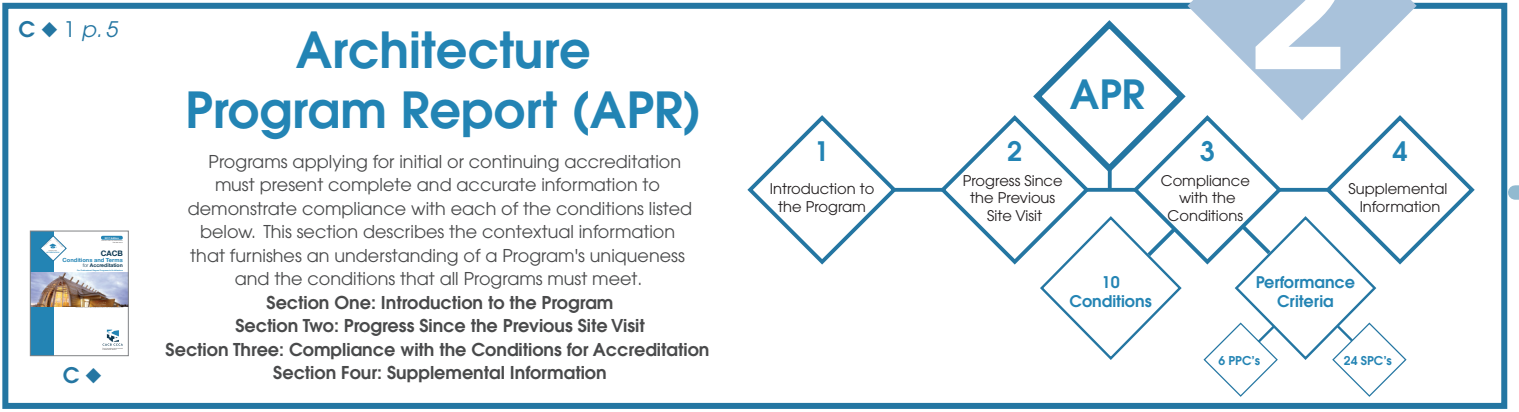 C ◆ 1 p. 5
Architecture
Program Report (APR)
Programs applying for initial or continuing accreditation
must present complete and accurate information to
demonstrate compliance with each of the conditions listed
below. This section describes the contextual information
that furnishes an understanding of a Program's uniqueness
and the conditions that all Programs must meet.
Section One: Introduction to the Program
Section Two: Progress Since the Previous Site Visit
Section Three: Compliance with the Conditions for Accreditation
Section Four: Supplemental Information
CACB
Conditions and Terms
for Accreditation
CACB CCCA
C ◆
2
APR
1
Introduction to
the Program
2
Progress Since
the Previous
Site Visit
3
Compliance
with the
Conditions
4
Supplemental
Information
10
Conditions
Performance
Criteria
6 PPC's
24 SPC's